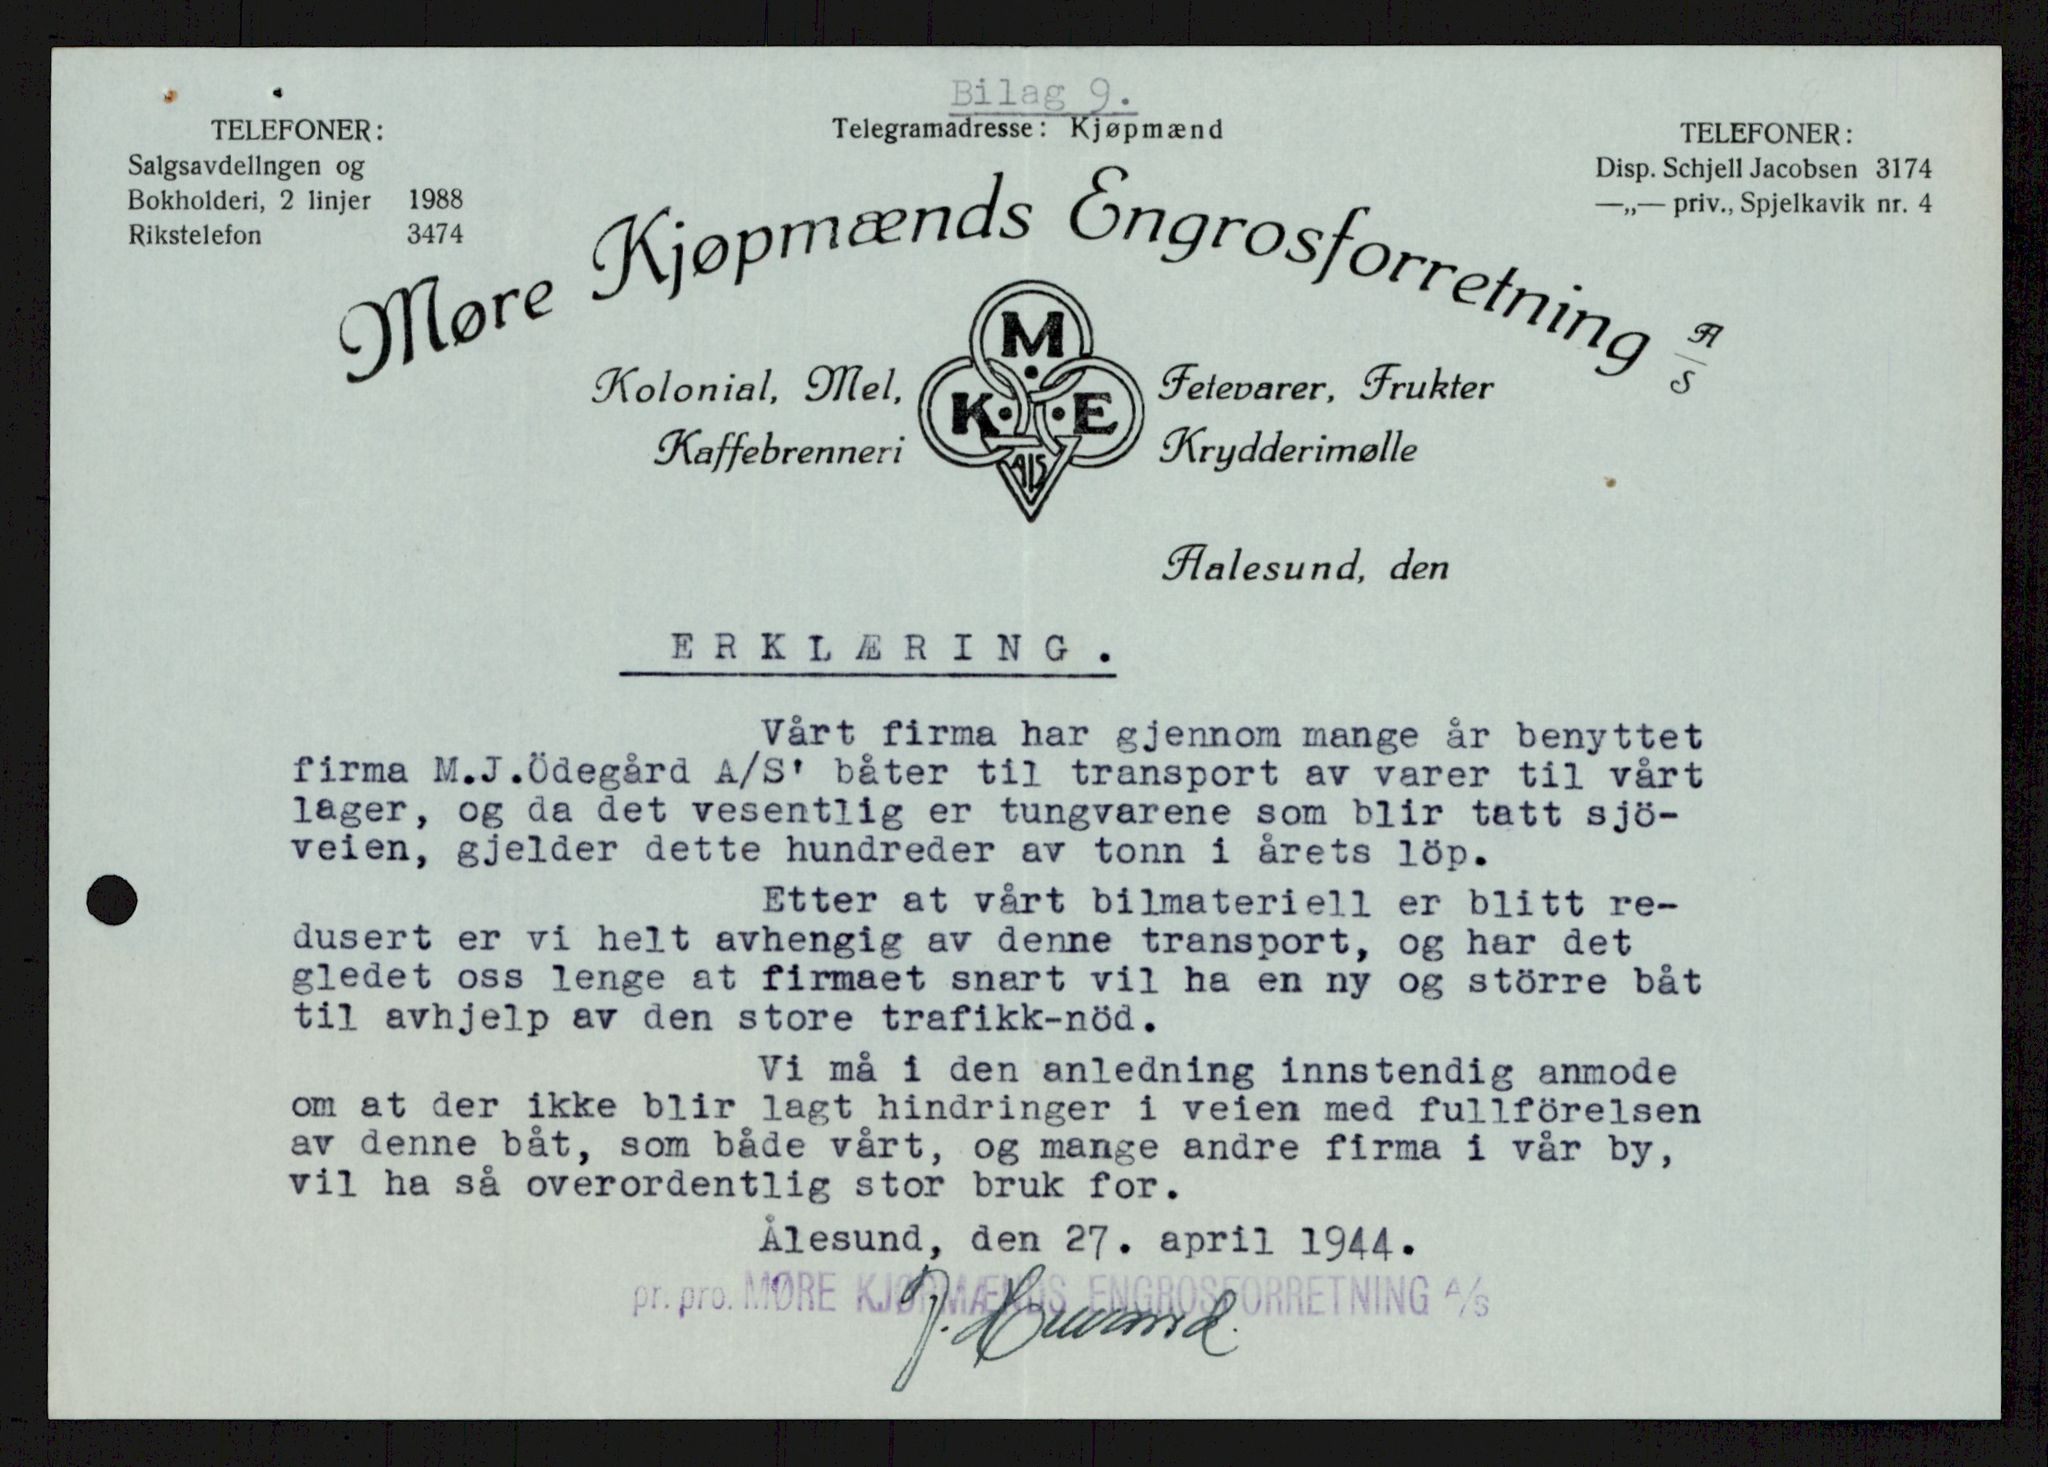 Bilag 9.
TELEFONER:
Salgsavdellngen og
Bokholderi, 2 linjer 1988
Rikstelefon 3474
Telegramadresse: Kjøpmænd
TELEFONER:
Disp. Schjell Jacobsen 3174
—„— priv., Spjelkavik nr. 4
Møre Kjøpmænds Engrosforretning A/S
Kolonial, Mel,
Kaffebrenneri
M
K E
A/S
Fetevarer, Frukter
Krydderimølle
Aalesund, den
ERKLÆRING.
Vårt firma har gjennom mange år benyttet
firma M.J.Ödegård A/S' båter til transport av varer til vårt
lager, og da det vesentlig er tungvarene som blir tatt sjö-
veien, gjelder dette hundreder av tonn i årets löp.
Etter at vårt bilmateriell er blitt re-
dusert er vi helt avhengig av denne transport, og har det
gledet oss lenge at firmaet snart vil ha en ny og större båt
til avhjelp av den store trafikk-nöd.
Vi må i den anledning innstendig anmode
om at der ikke blir lagt hindringer i veien med fullförelsen
av denne båt, som både vårt, og mange andre firma i vår by,
vil ha så overordentlig stor bruk for.
Ålesund, den 27. april 1944.
pr. pro. MØRE KJØPMÆNDS ENGROSFORRETNING A/S